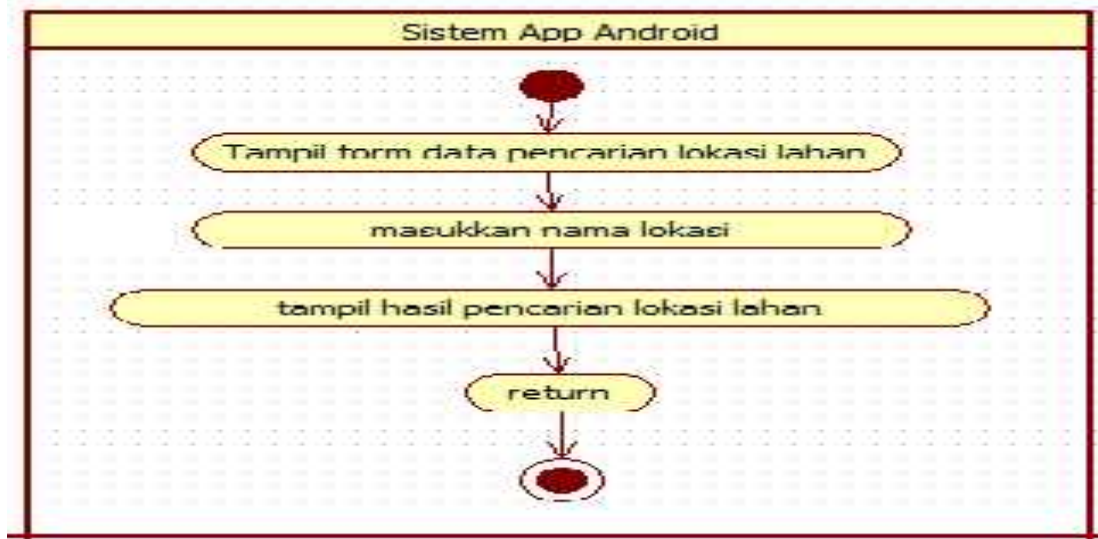 Sistem App Android
Tampil form data pencarian lokasi lahan
masukkan nama lokasi
tampil hasil pencarian lokasi lahan
return